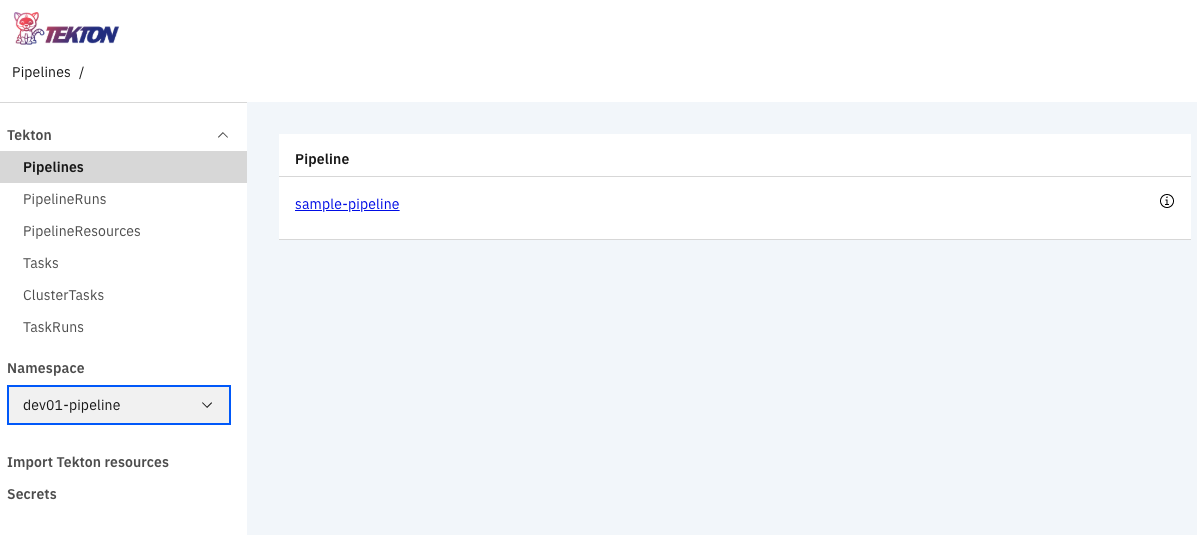 TEKTON
Pipelines /
Tekton
Pipelines
PipelineRuns
PipelineResources
Tasks
ClusterTasks
TaskRuns
Namespace
dev01-pipeline
Import Tekton resources
Secrets
Pipeline
sample-pipeline